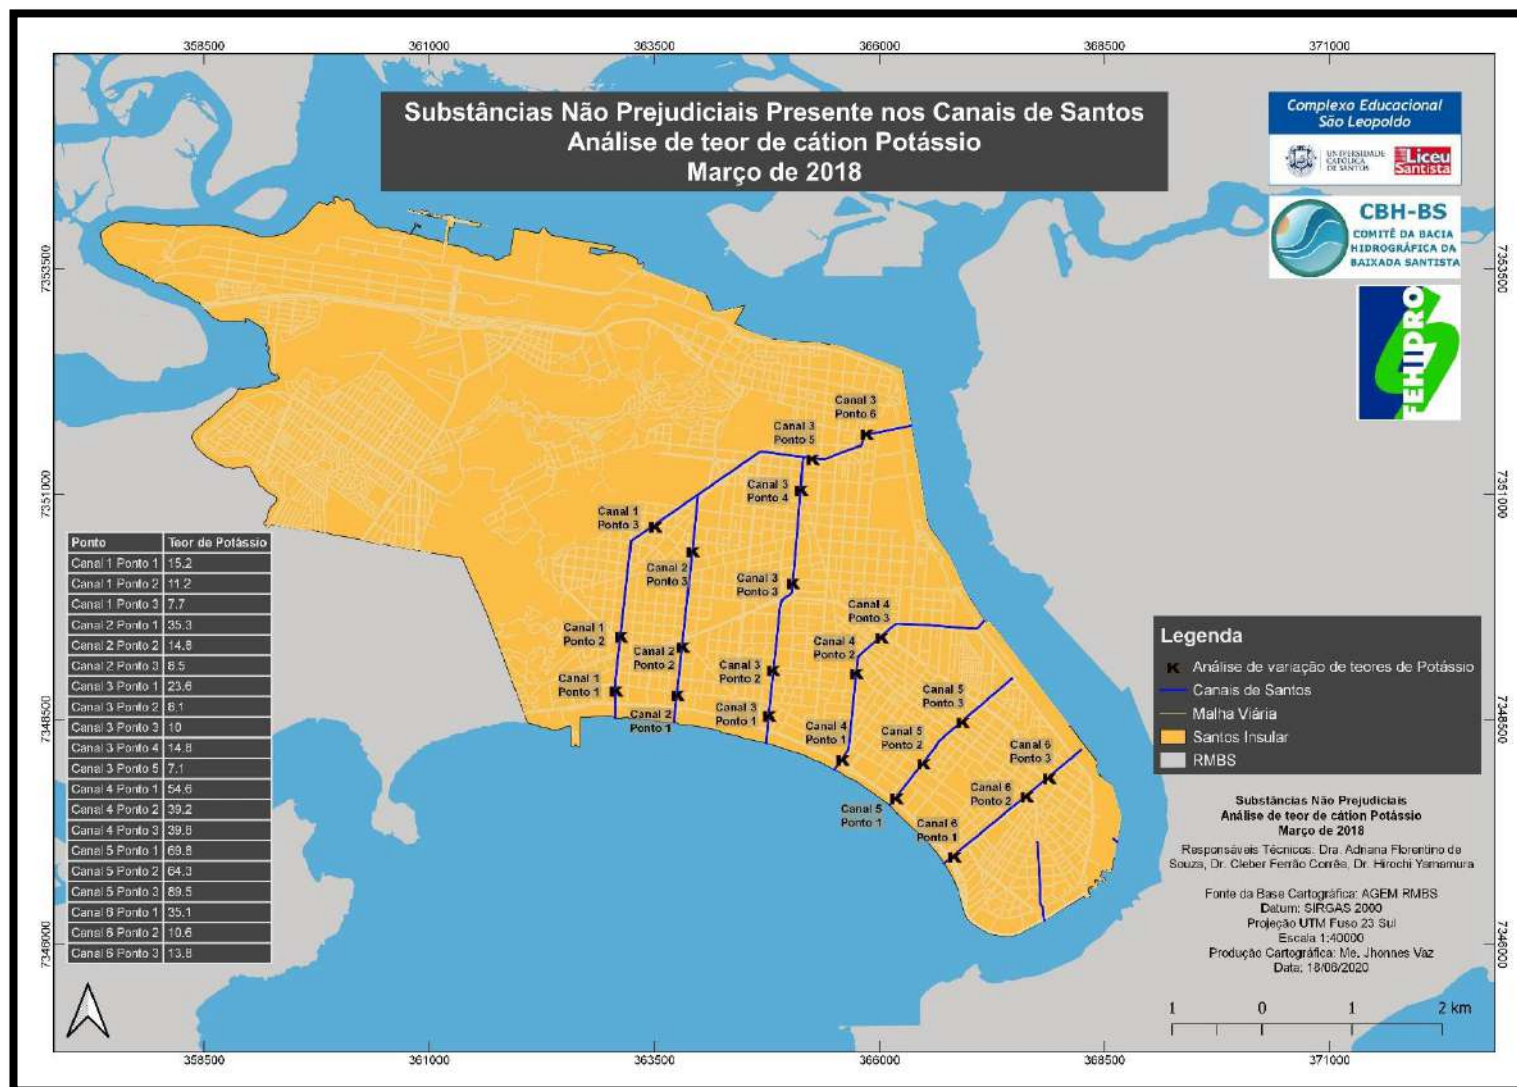 358500 361000 363500 366000 368500 371000
Substâncias Não Prejudiciais Presente nos Canais de Santos
Análise de teor de cátion Potássio
Março de 2018
Complexo Educacional
São Leopoldo
UNIVERSIDADE
CATÓLICA
DE SANTOS
Liceu
Santista
CBH-BS
COMITÊ DA BACIA
HIDROGRÁFICA DA
BAIXADA SANTISTA
FEHIPRO
7353500
7353500
7351000
7351000
7348500
7348500
7346000
7346000
Canal 3
Ponto 6
Canal 3
Ponto 5
Canal 3
Ponto 4
Canal 1
Ponto 3
Canal 2
Ponto 3
Canal 3
Ponto 3
Canal 4
Ponto 3
Canal 1
Ponto 2
Canal 2
Ponto 2
Canal 4
Ponto 2
Canal 3
Ponto 2
Canal 1
Ponto 1
Canal 5
Ponto 3
Canal 2
Ponto 1
Canal 3
Ponto 1
Canal 4
Ponto 1
Canal 5
Ponto 2
Canal 6
Ponto 3
Canal 6
Ponto 2
Canal 5
Ponto 1
Canal 6
Ponto 1
Ponto Teor de Potássio
Canal 1 Ponto 1 15.2
Canal 1 Ponto 2 11.2
Canal 1 Ponto 3 7.7
Canal 2 Ponto 1 35.3
Canal 2 Ponto 2 14.8
Canal 2 Ponto 3 8.5
Canal 3 Ponto 1 23.6
Canal 3 Ponto 2 8.1
Canal 3 Ponto 3 10
Canal 3 Ponto 4 14.8
Canal 3 Ponto 5 7.1
Canal 4 Ponto 1 54.6
Canal 4 Ponto 2 39.2
Canal 4 Ponto 3 39.8
Canal 5 Ponto 1 69.8
Canal 5 Ponto 2 64.3
Canal 5 Ponto 3 89.5
Canal 6 Ponto 1 35.1
Canal 6 Ponto 2 10.6
Canal 6 Ponto 3 13.8
Legenda
K Análise de variação de teores de Potássio
Canais de Santos
Malha Viária
Santos Insular
RMBS
Substâncias Não Prejudiciais
Análise de teor de cátion Potássio
Março de 2018
Responsáveis Técnicos: Dra. Adriana Florentino de
Souza, Dr. Cleber Ferrão Corrêa, Dr. Hirochi Yamamura
Fonte da Base Cartográfica: AGEM RMBS
Datum: SIRGAS 2000
Projeção UTM Fuso 23 Sul
Escala 1:40000
Produção Cartográfica: Me. Jhonnes Vaz
Data: 18/06/2020
1 0 1 2 km
358500 361000 363500 366000 368500 371000